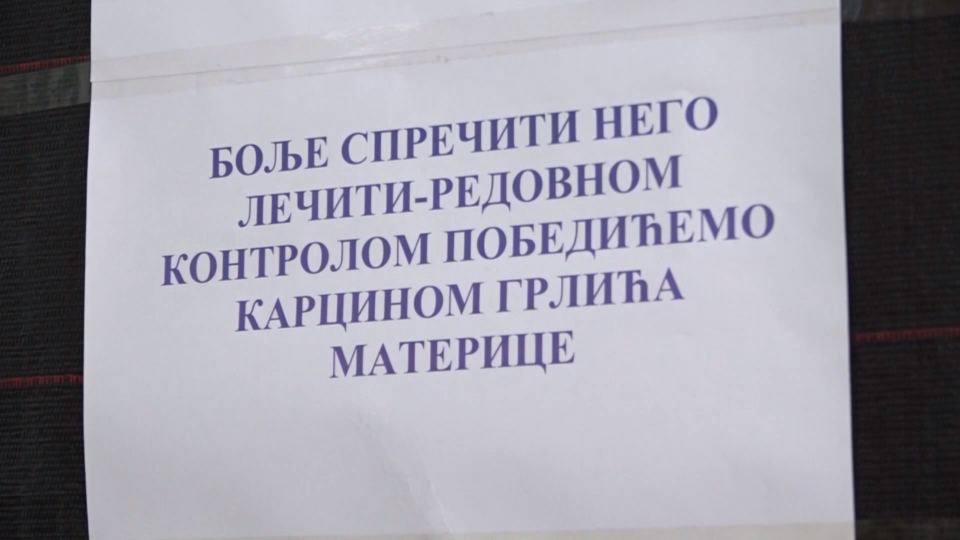 БОЉЕ СПРЕЧИТИ НЕГО
ЛЕЧИТИ-РЕДОВНОМ
КОНТРОЛОМ ПОБЕДИЋЕМО
КАРЦИНОМ ГРЛИЋА
МАТЕРИЦЕ